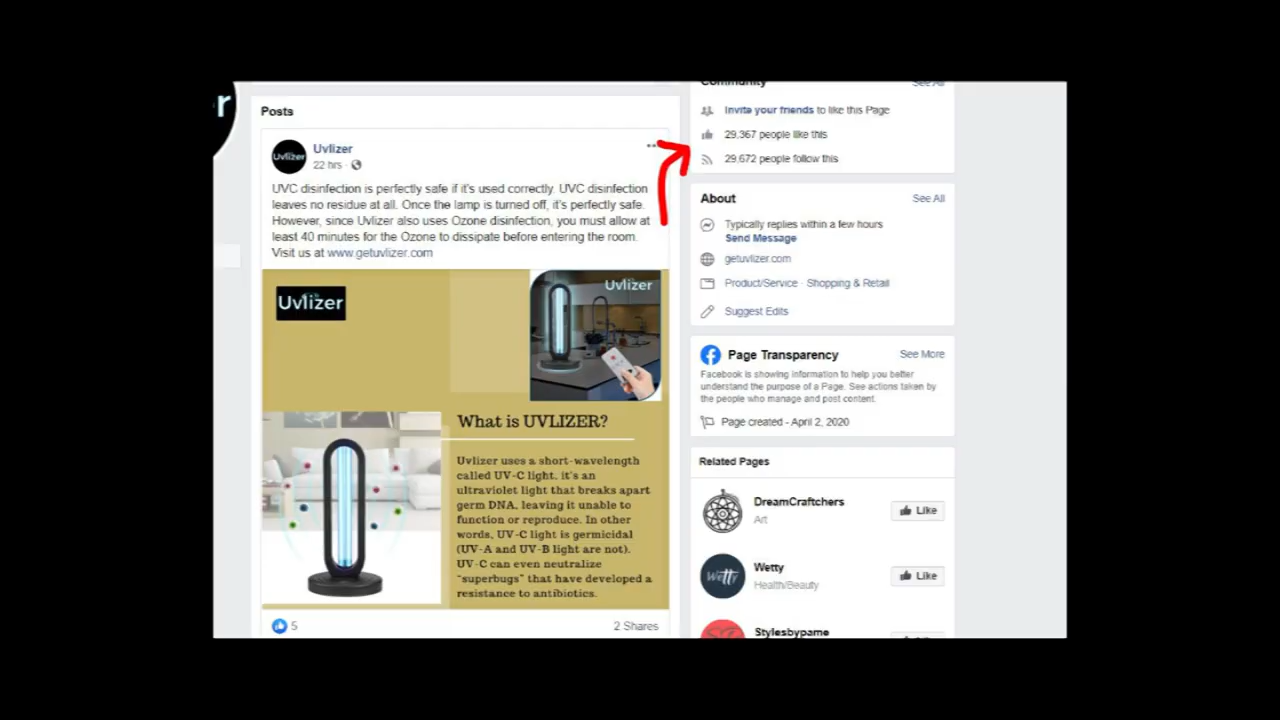 r
Posts
Uvlizer
Uvlizer
22 hrs ·
UVC disinfection is perfectly safe if it's used correctly. UVC disinfection
leaves no residue at all. Once the lamp is turned off, it's perfectly safe.
However, since Uvlizer also uses Ozone disinfection, you must allow at
least 40 minutes for the Ozone to dissipate before entering the room.
Visit us at www.getuvlizer.com
Uvlizer
Uvlizer
What is UVLIZER?
Uvlizer uses a short-wavelength
called UV-C light, it's an
ultraviolet light that breaks apart
germ DNA, leaving it unable to
function or reproduce. In other
words, UV-C light is germicidal
(UV-A and UV-B light are not).
UV-C can even neutralize
"superbugs" that have developed a
resistance to antibiotics.
5
2 Shares
Community See All
Invite your friends to like this Page
29,367 people like this
29,672 people follow this
About See All
Typically replies within a few hours
Send Message
getuvlizer.com
Product/Service · Shopping & Retail
Suggest Edits
Page Transparency See More
Facebook is showing information to help you better
understand the purpose of a Page. See actions taken by
the people who manage and post content.
Page created - April 2, 2020
Related Pages
DreamCraftchers
Art
Like
Wetty
Wetty
Health/Beauty
Like
Stylesbypame